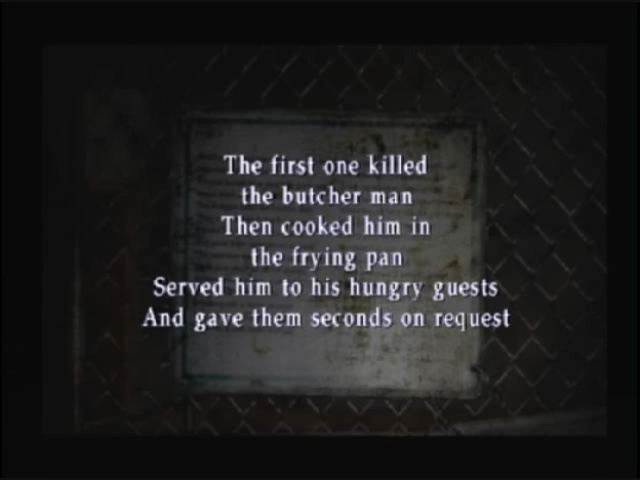 The first one killed
the butcher man
Then cooked him in
the frying pan
Served him to his hungry guests
And gave them seconds on request